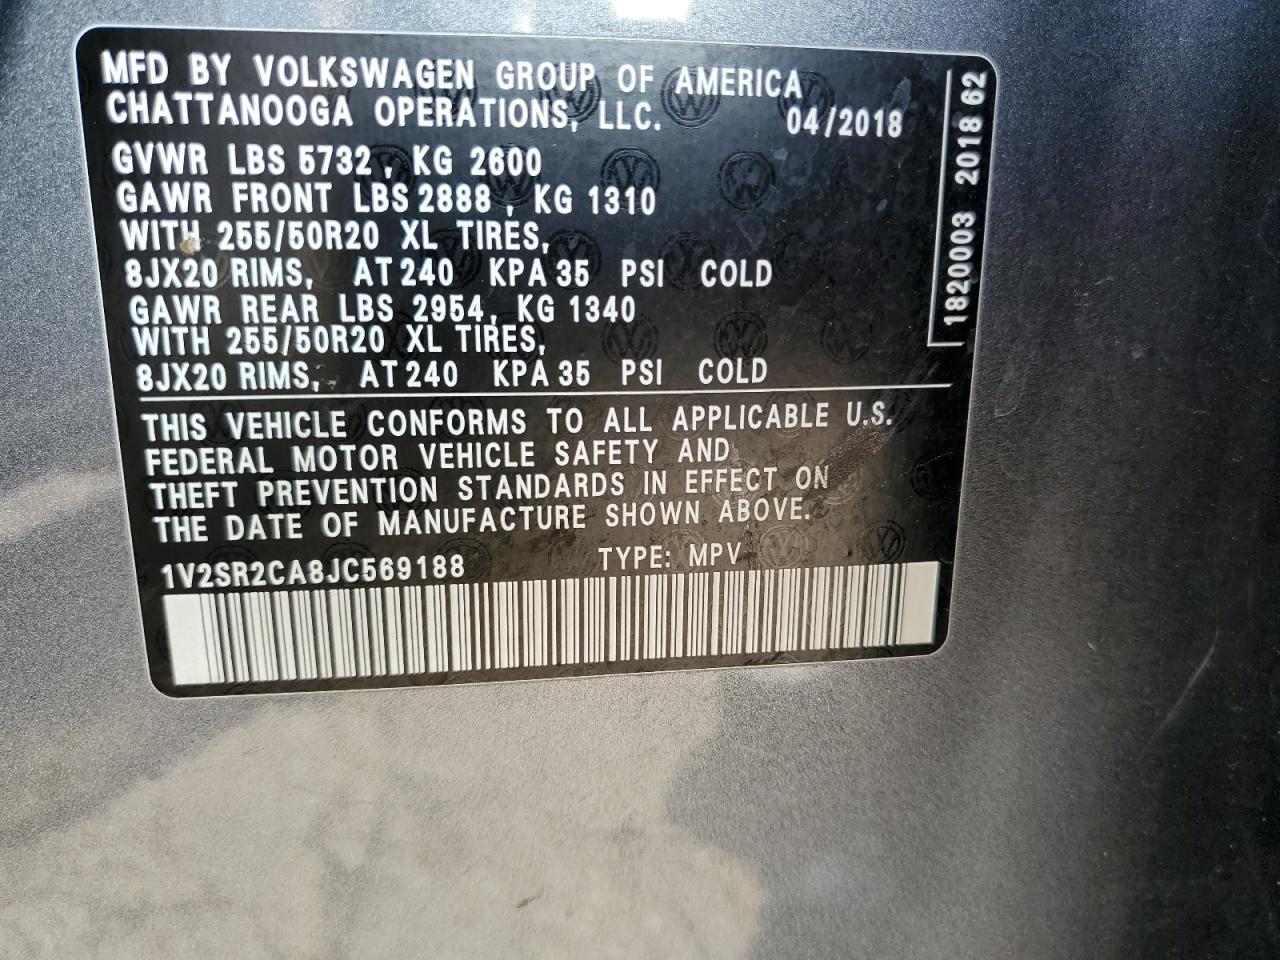 MFD BY VOLKSWAGEN GROUP OF AMERICA
CHATTANOOGA OPERATIONS, LLC. 04/2018
GVWR LBS 5732, KG 2600
GAWR FRONT LBS 2888, KG 1310
WITH 255/50R20 XL TIRES,
8JX20 RIMS, AT 240 KPA 35 PSI COLD
GAWR REAR LBS 2954, KG 1340
WITH 255/50R20 XL TIRES,
8JX20 RIMS, AT 240 KPA 35 PSI COLD
1820003 2018 62
THIS VEHICLE CONFORMS TO ALL APPLICABLE U.S.
FEDERAL MOTOR VEHICLE SAFETY AND
THEFT PREVENTION STANDARDS IN EFFECT ON
THE DATE OF MANUFACTURE SHOWN ABOVE.
1V2SR2CA8JC569188 TYPE: MPV